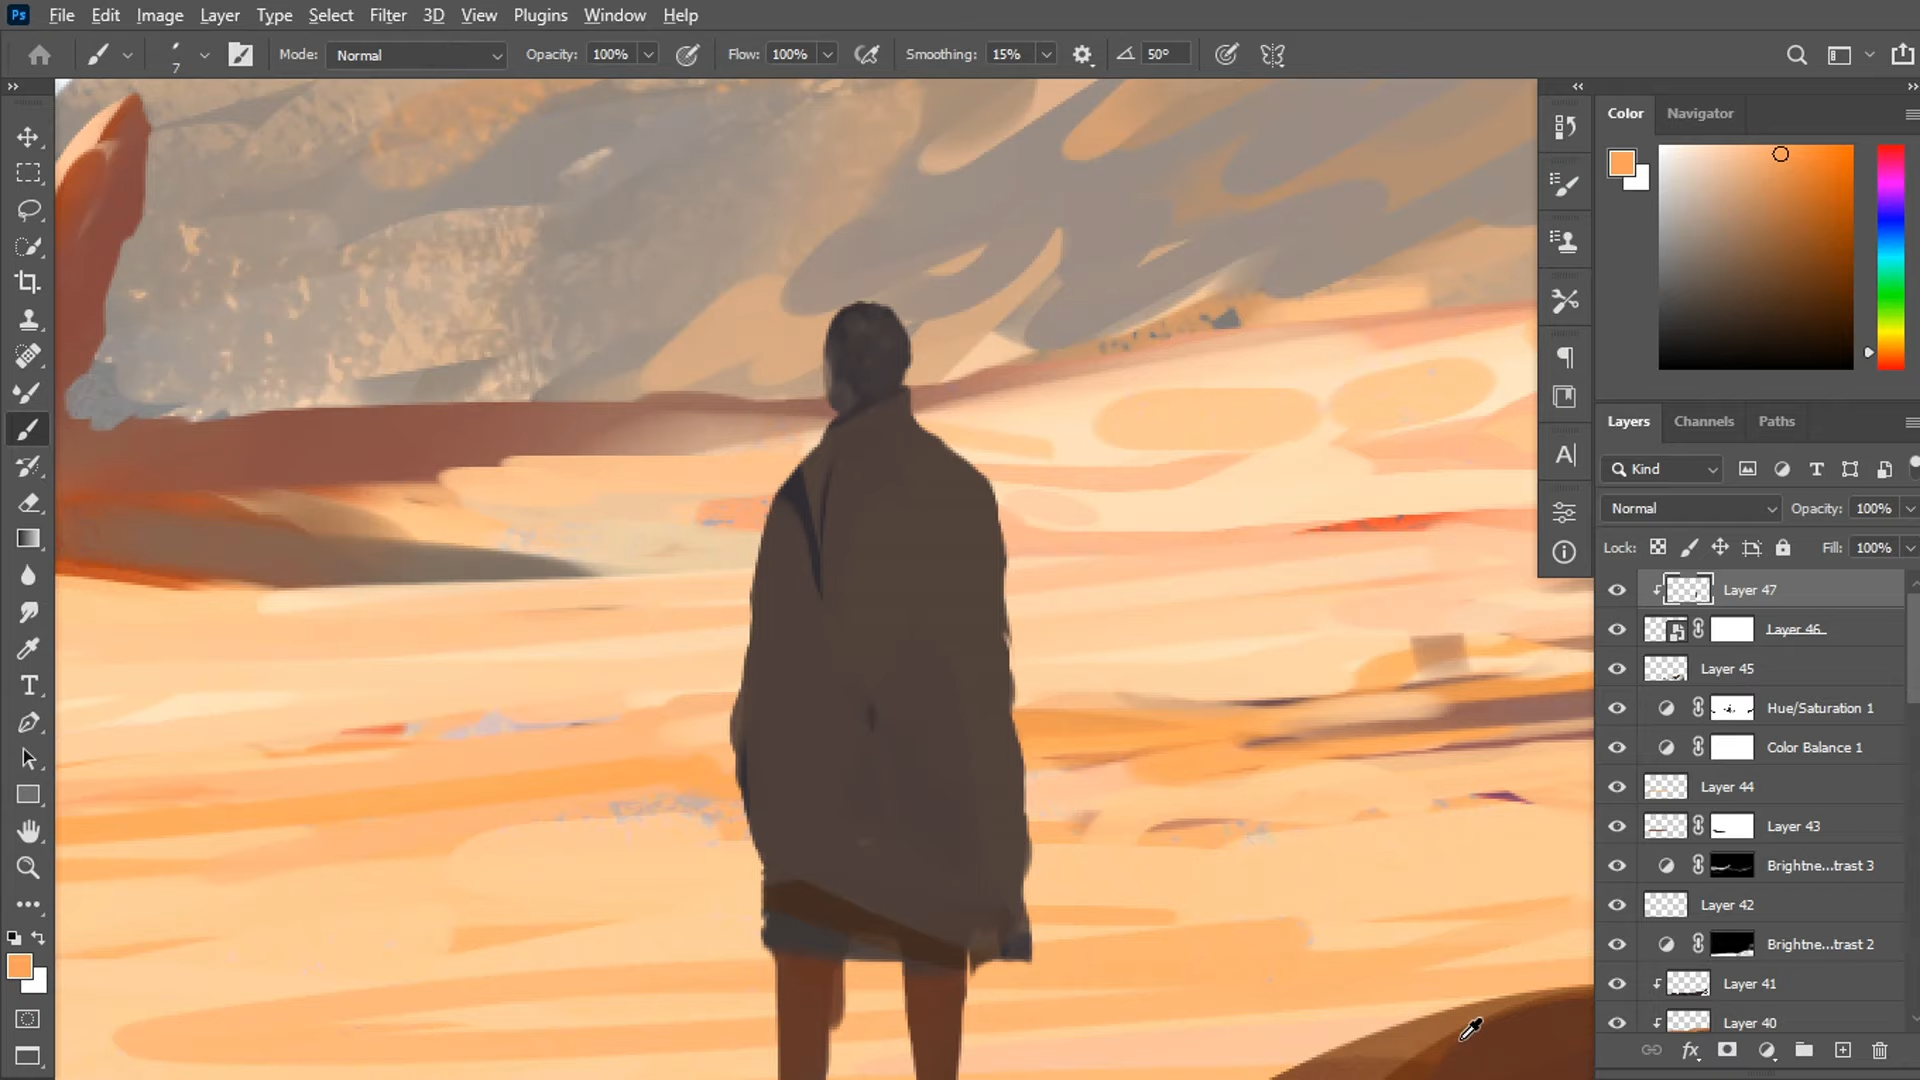 Ps File Edit Image Layer Type Select Filter 3D View Plugins Window Help
7 Mode: Normal Opacity: 100% Flow: 100% Smoothing: 15% 50°
Color Navigator
Layers Channels Paths
Kind
Normal Opacity: 100%
Lock: Fill: 100%
Layer 47
Layer 46
Layer 45
Hue/Saturation 1
Color Balance 1
Layer 44
Layer 43
Brightne...trast 3
Layer 42
Brightne...trast 2
Layer 41
Layer 40
fx